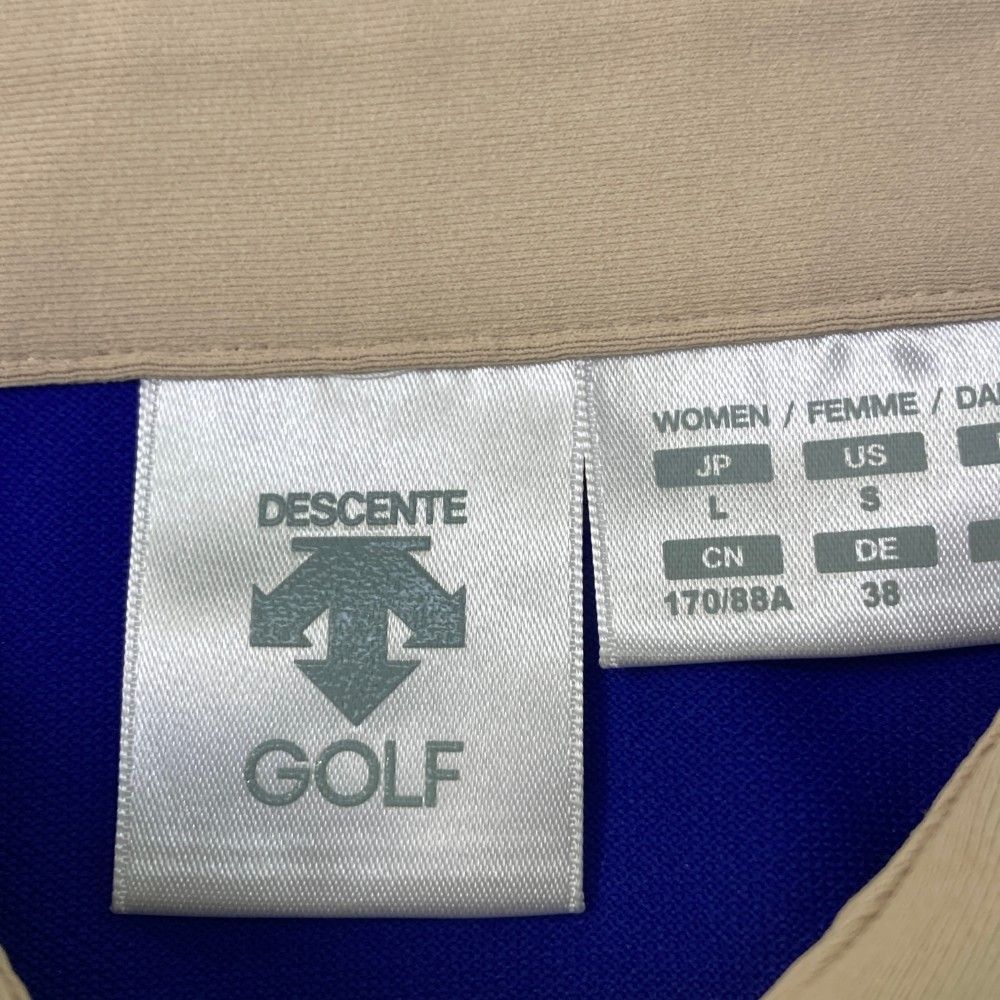 DESCENTE
GOLF
WOMEN / FEMME /
JP US
L S
CN DE
170/88A 38